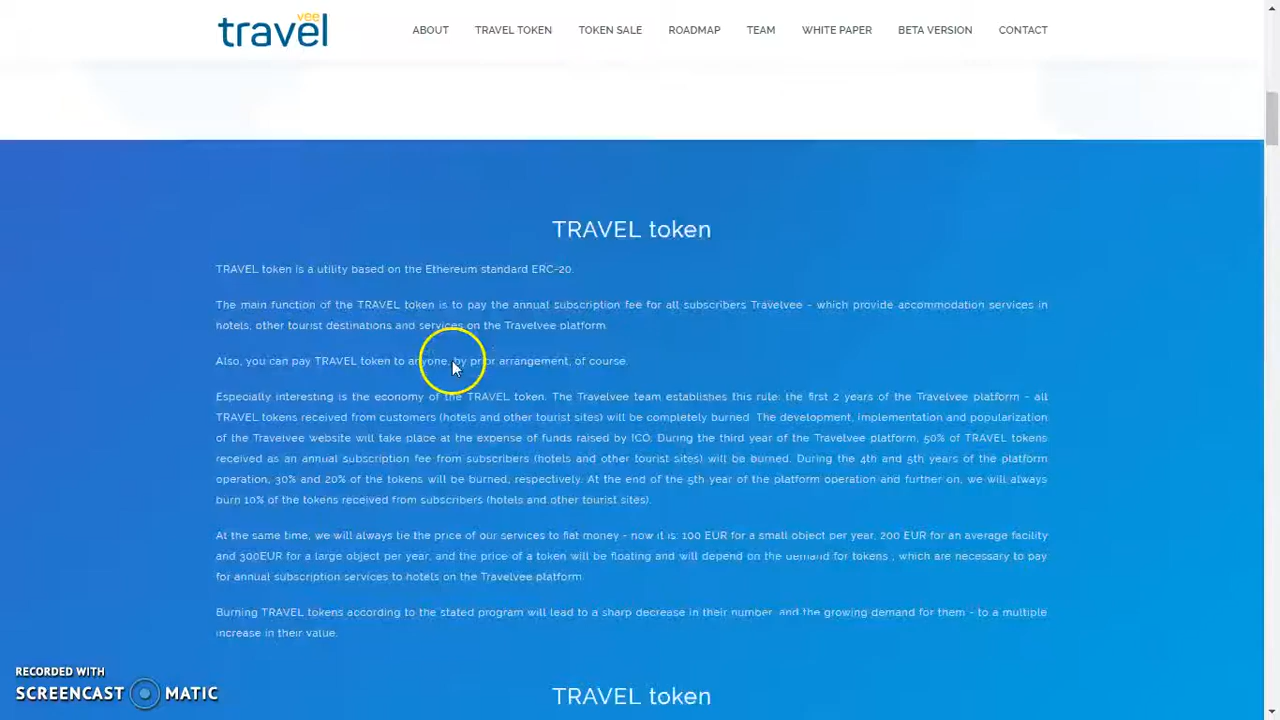 vee
travel
ABOUT TRAVEL TOKEN TOKEN SALE ROADMAP TEAM WHITE PAPER BETA VERSION CONTACT
TRAVEL token
TRAVEL token is a utility based on the Ethereum standard ERC-20.
The main function of the TRAVEL token is to pay the annual subscription fee for all subscribers Travelvee - which provide accommodation services in
hotels, other tourist destinations and services on the Travelvee platform.
Also, you can pay TRAVEL token to anyone, by prior arrangement, of course.
Especially interesting is the economy of the TRAVEL token. The Travelvee team establishes this rule: the first 2 years of the Travelvee platform - all
TRAVEL tokens received from customers (hotels and other tourist sites) will be completely burned. The development, implementation and popularization
of the Travelvee website will take place at the expense of funds raised by ICO. During the third year of the Travelvee platform, 50% of TRAVEL tokens
received as an annual subscription fee from subscribers (hotels and other tourist sites) will be burned. During the 4th and 5th years of the platform
operation, 30% and 20% of the tokens will be burned, respectively. At the end of the 5th year of the platform operation and further on, we will always
burn 10% of the tokens received from subscribers (hotels and other tourist sites).
At the same time, we will always tie the price of our services to fiat money - now it is: 100 EUR for a small object per year, 200 EUR for an average facility
and 300EUR for a large object per year, and the price of a token will be floating and will depend on the demand for tokens , which are necessary to pay
for annual subscription services to hotels on the Travelvee platform.
Burning TRAVEL tokens according to the stated program will lead to a sharp decrease in their number, and the growing demand for them - to a multiple
increase in their value.
RECORDED WITH
SCREENCAST MATIC
TRAVEL token